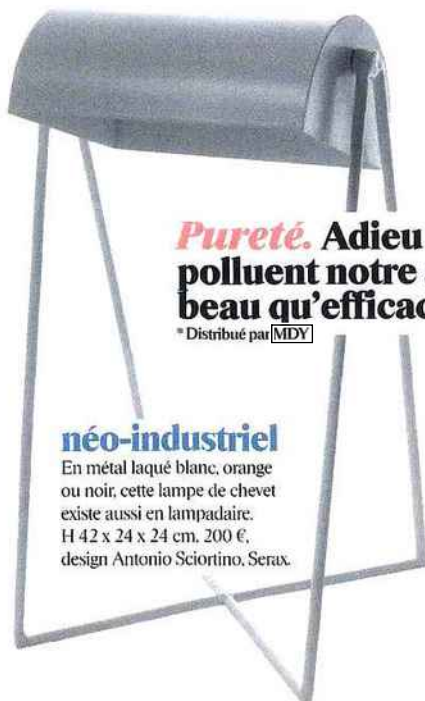 Pureté. Adieu
polluent notre
beau qu'efficac
* Distribué par MDY
néo-industriel
En métal laqué blanc, orange
ou noir, cette lampe de chevet
existe aussi en lampadaire.
H 42 x 24 x 24 cm, 200 €,
design Antonio Sciortino, Serax.